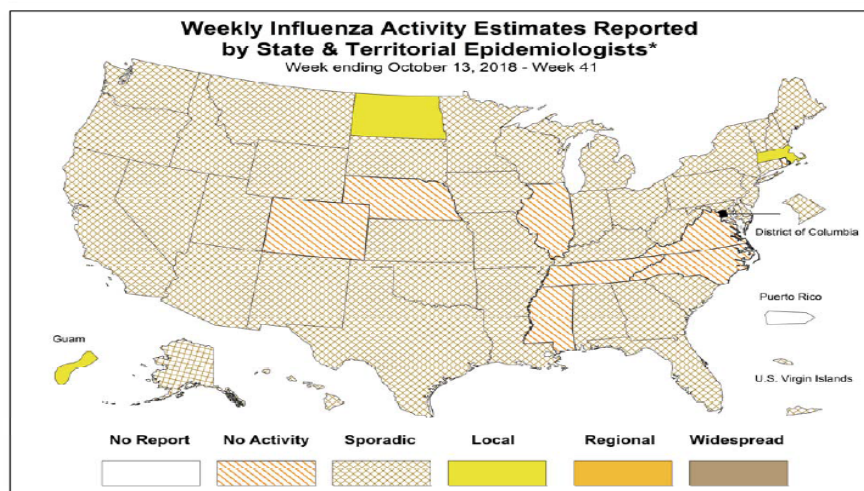 Weekly Influenza Activity Estimates Reported
by State & Territorial Epidemiologists*
Week ending October 13, 2018 - Week 41
District of Columbia
Puerto Rico
Guam
U.S. Virgin Islands
No Report No Activity Sporadic Local Regional Widespread